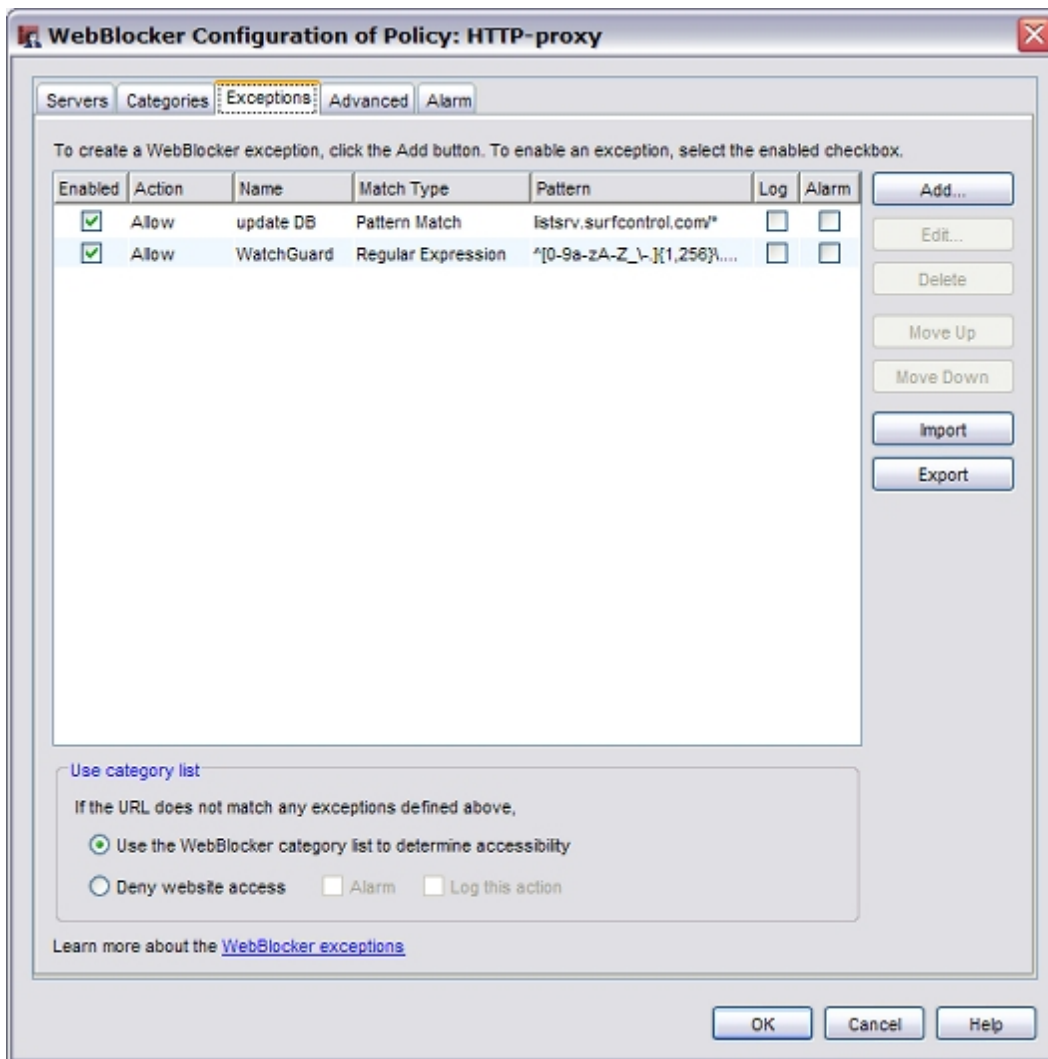 WebBlocker Configuration of Policy: HTTP-proxy
Servers Categories Exceptions Advanced Alarm
To create a WebBlocker exception, click the Add button. To enable an exception, select the enabled checkbox.
Enabled Action Name Match Type Pattern Log Alarm
Allow update DB Pattern Match listsrv.surfcontrol.com/*
Allow WatchGuard Regular Expression ^[0-9a-zA-Z_\-.]{1,256}\....
Add...
Edit...
Delete
Move Up
Move Down
Import
Export
Use category list
If the URL does not match any exceptions defined above,
Use the WebBlocker category list to determine accessibility
Deny website access Alarm Log this action
Learn more about the WebBlocker exceptions
OK Cancel Help